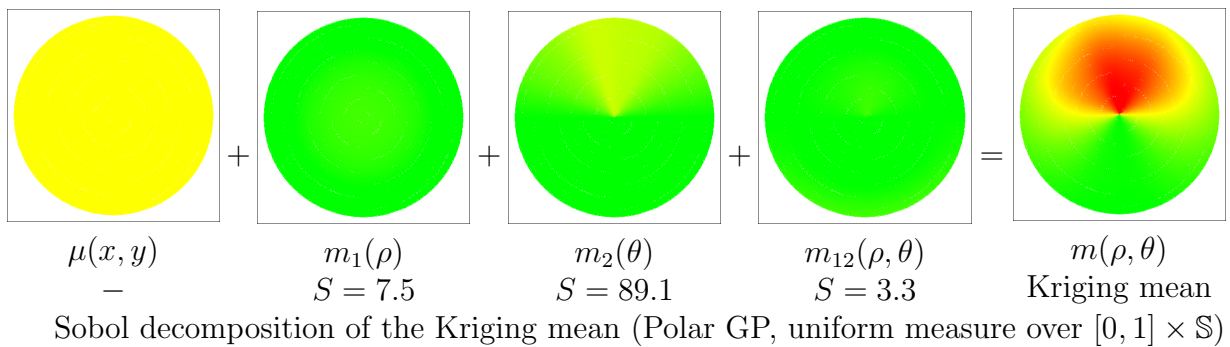 + + + =
μ(x, y) m₁(ρ) m₂(θ) m₁₂(ρ, θ) m(ρ, θ)
− S = 7.5 S = 89.1 S = 3.3 Kriging mean
Sobol decomposition of the Kriging mean (Polar GP, uniform measure over [0, 1] × 𝕊)